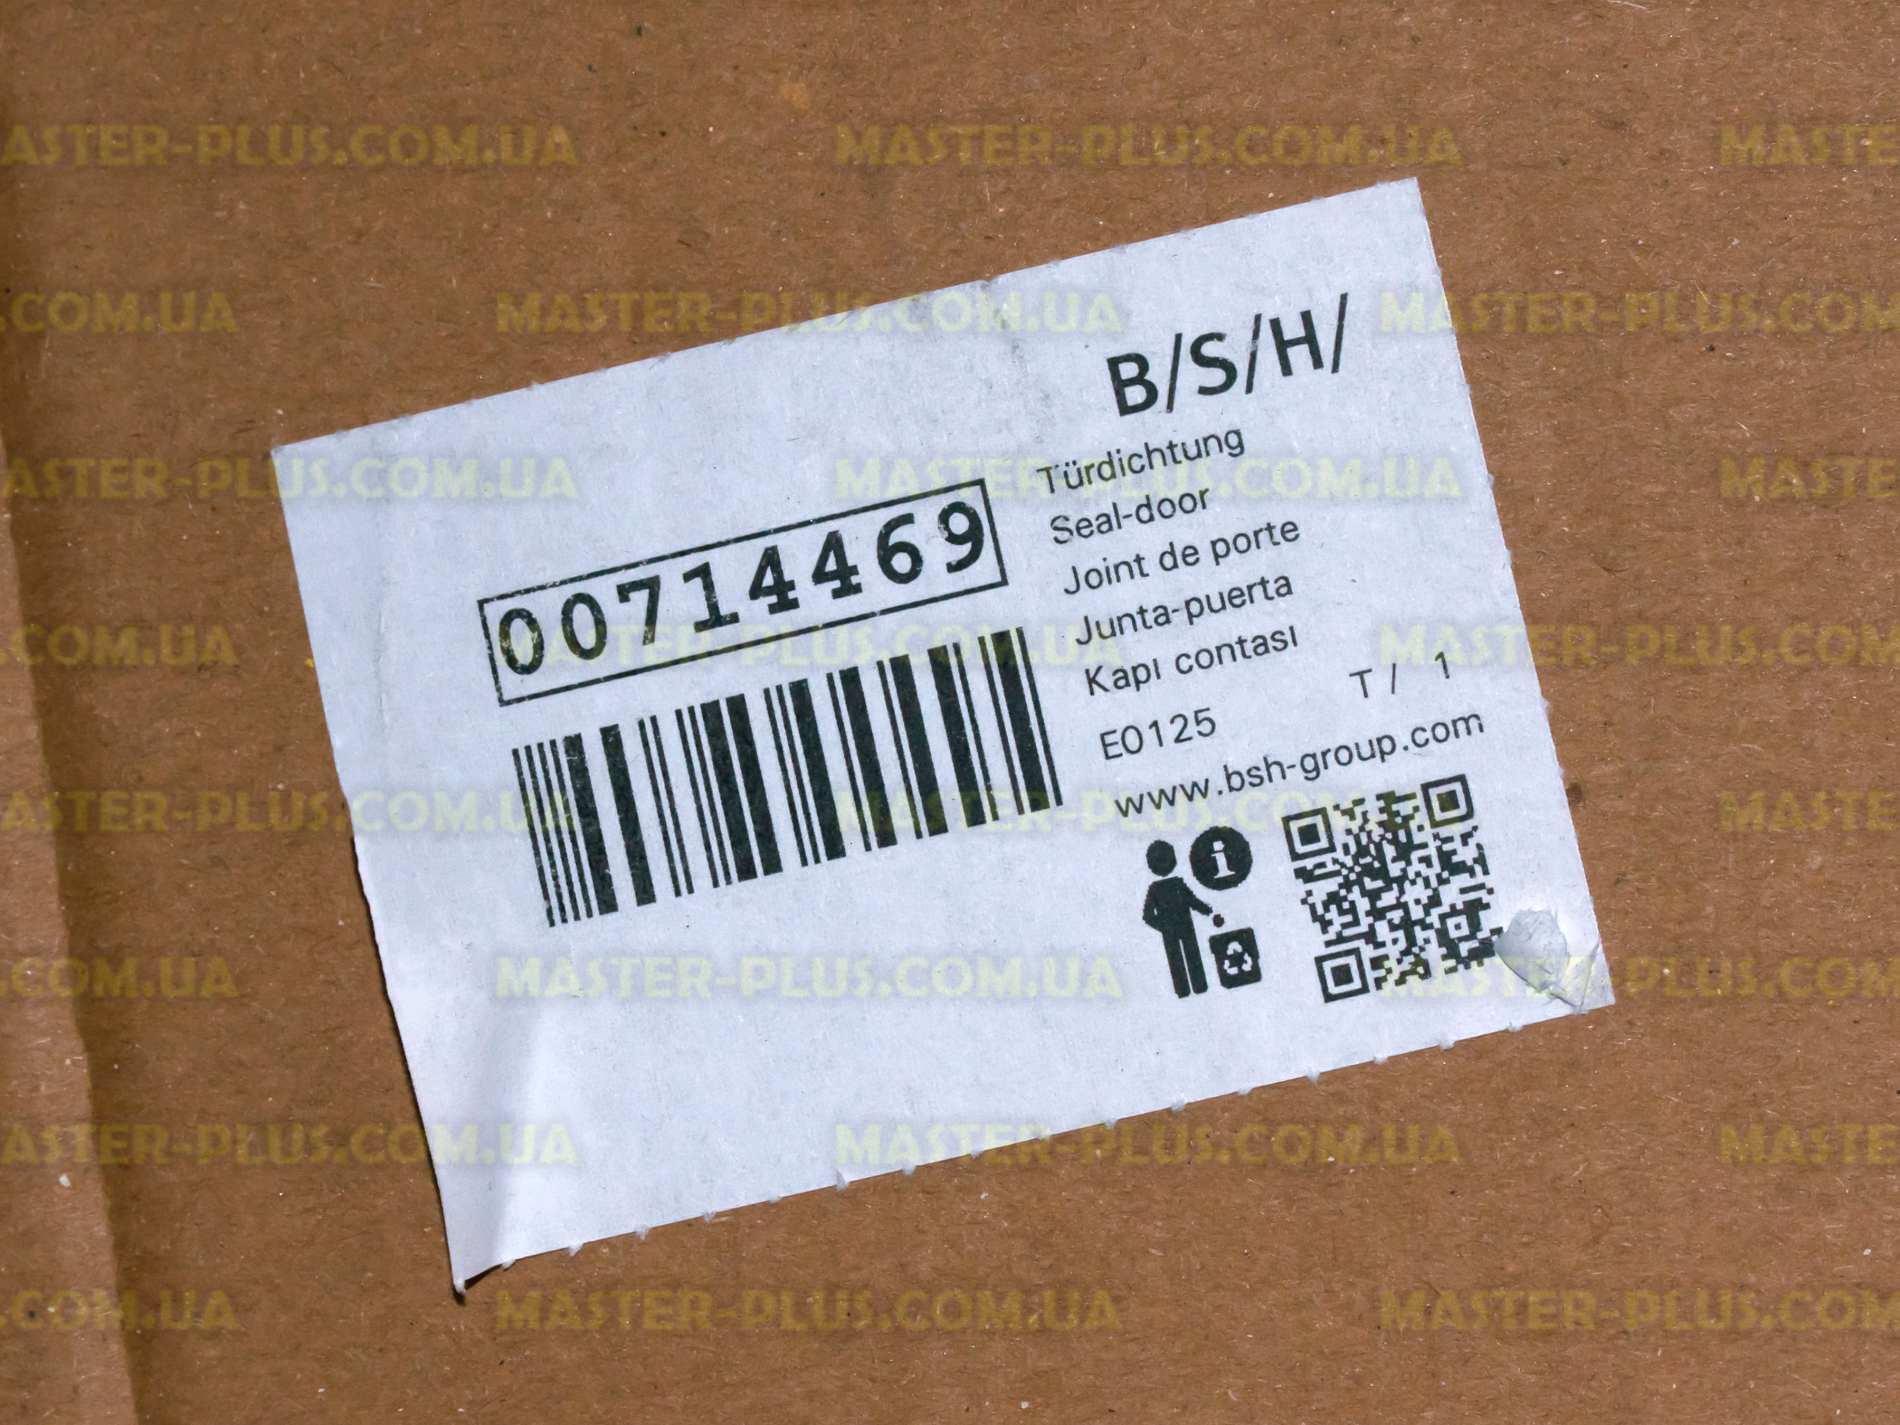 B/S/H/
00714469
Türdichtung
Seal-door
Joint de porte
Junta-puerta
Kapı contası
E0125 T / 1
www.bsh-group.com
i
MASTER-PLUS.COM.UA